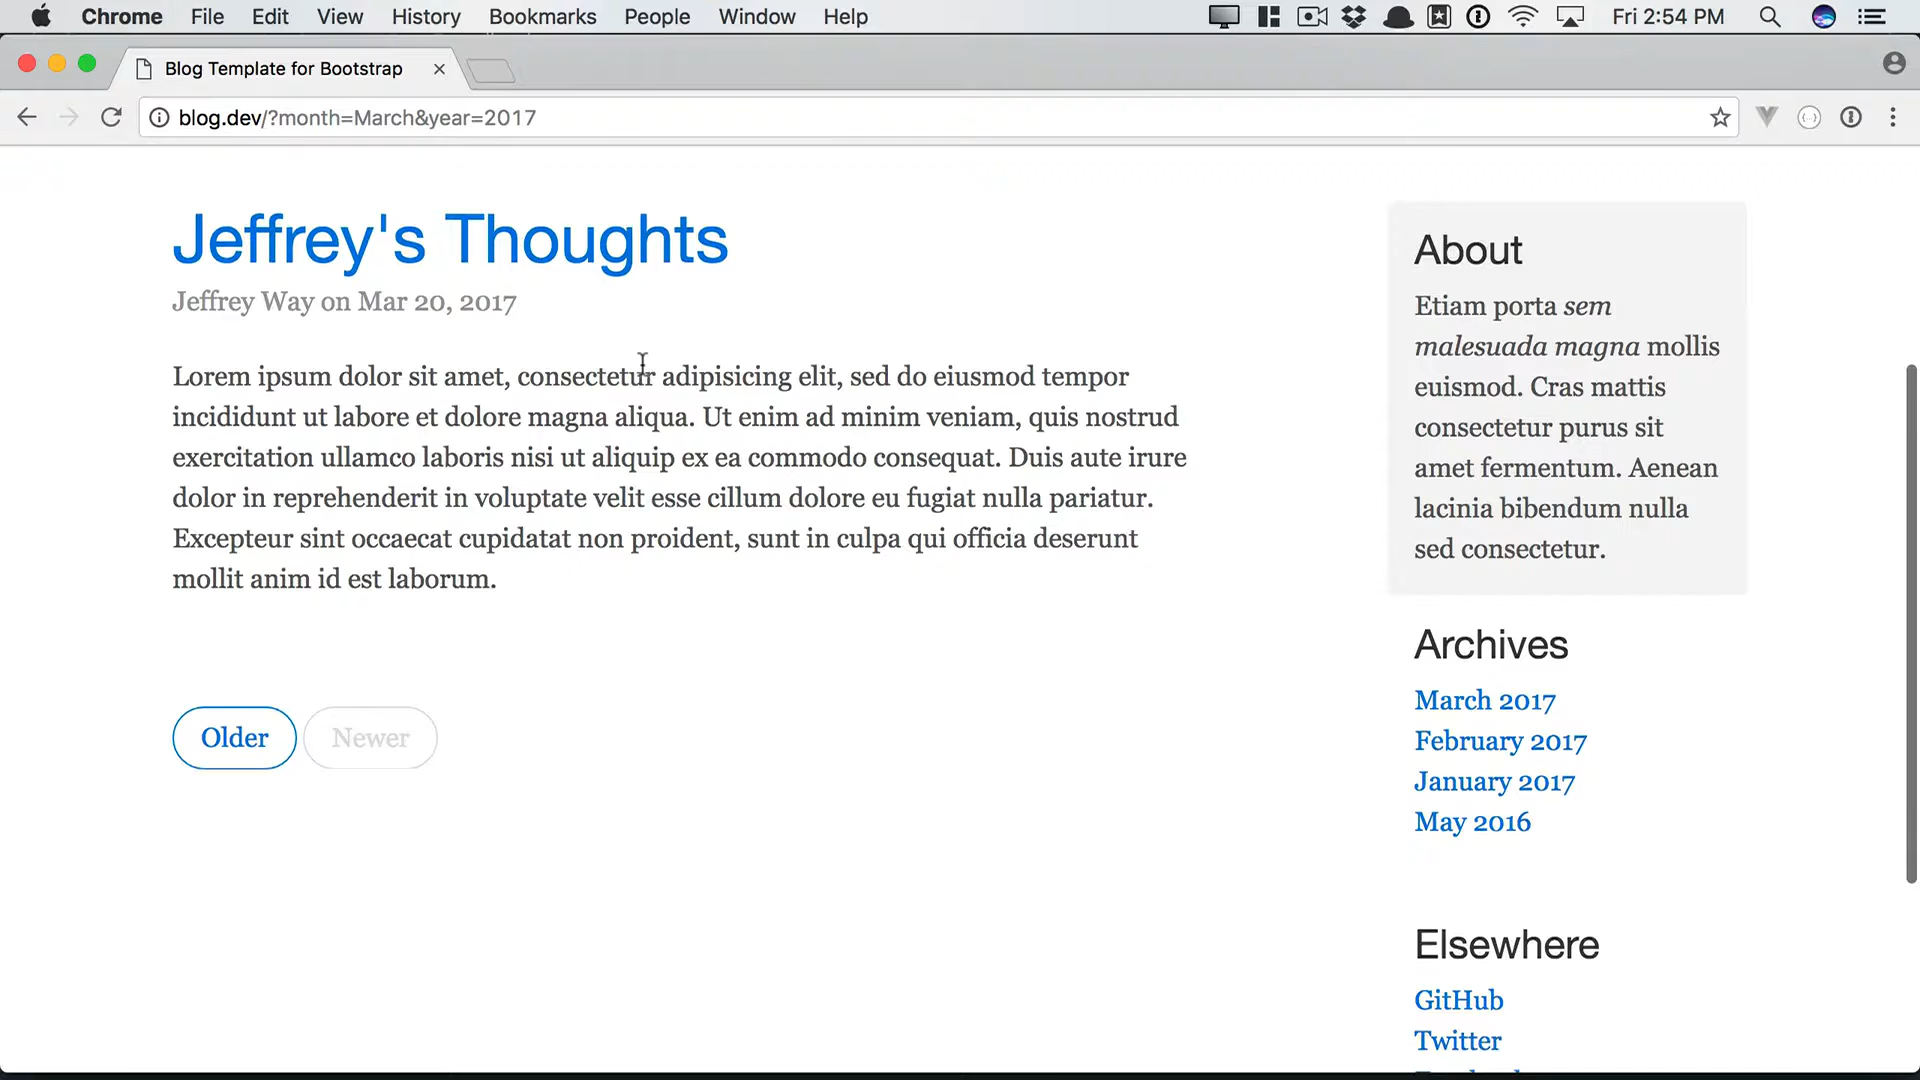 Chrome File Edit View History Bookmarks People Window Help Fri 2:54 PM
Blog Template for Bootstrap
blog.dev/?month=March&year=2017
Jeffrey's Thoughts
Jeffrey Way on Mar 20, 2017
Lorem ipsum dolor sit amet, consectetur adipisicing elit, sed do eiusmod tempor
incididunt ut labore et dolore magna aliqua. Ut enim ad minim veniam, quis nostrud
exercitation ullamco laboris nisi ut aliquip ex ea commodo consequat. Duis aute irure
dolor in reprehenderit in voluptate velit esse cillum dolore eu fugiat nulla pariatur.
Excepteur sint occaecat cupidatat non proident, sunt in culpa qui officia deserunt
mollit anim id est laborum.
Older Newer
About
Etiam porta sem
malesuada magna mollis
euismod. Cras mattis
consectetur purus sit
amet fermentum. Aenean
lacinia bibendum nulla
sed consectetur.
Archives
March 2017
February 2017
January 2017
May 2016
Elsewhere
GitHub
Twitter